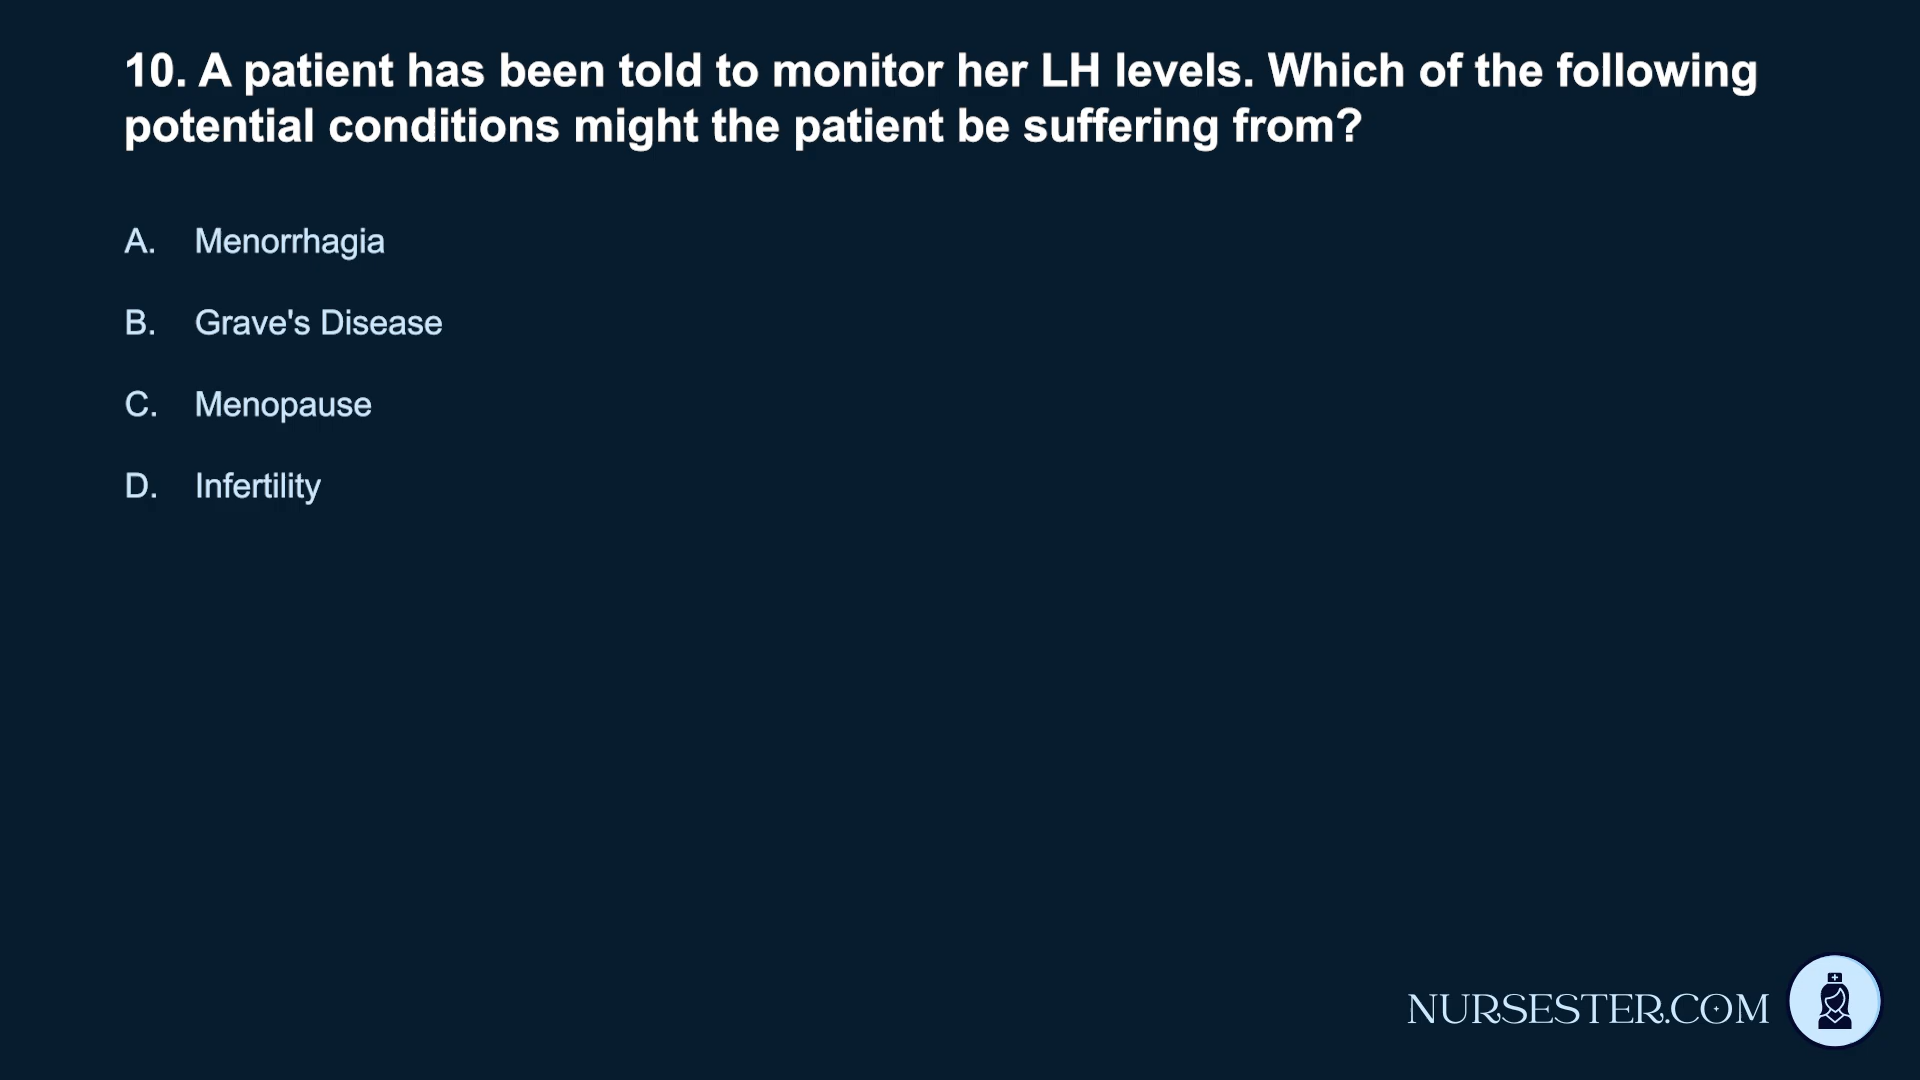 10. A patient has been told to monitor her LH levels. Which of the following
potential conditions might the patient be suffering from?
A. Menorrhagia
B. Grave's Disease
C. Menopause
D. Infertility
NURSESTER.COM